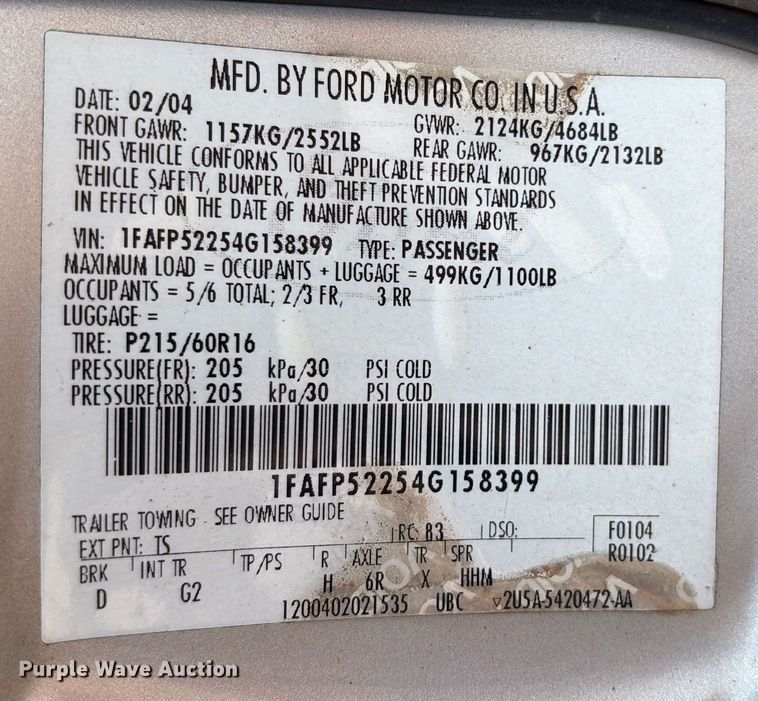 MFD. BY FORD MOTOR CO. IN U.S.A.
DATE: 02/04 GVWR: 2124KG/4684LB
FRONT GAWR: 1157KG/2552LB REAR GAWR: 967KG/2132LB
THIS VEHICLE CONFORMS TO ALL APPLICABLE FEDERAL MOTOR
VEHICLE SAFETY, BUMPER, AND THEFT PREVENTION STANDARDS
IN EFFECT ON THE DATE OF MANUFACTURE SHOWN ABOVE.
VIN: 1FAFP52254G158399 TYPE: PASSENGER
MAXIMUM LOAD = OCCUPANTS + LUGGAGE = 499KG/1100LB
OCCUPANTS = 5/6 TOTAL; 2/3 FR, 3 RR
LUGGAGE =
TIRE: P215/60R16
PRESSURE(FR): 205 kPa/30 PSI COLD
PRESSURE(RR): 205 kPa/30 PSI COLD
1FAFP52254G158399
TRAILER TOWING - SEE OWNER GUIDE
EXT PNT: TS RC: 83 DSO: F0104
R0102
BRK INT TR TP/PS R AXLE TR SPR
D G2 H 6R X HHM
1200402021535 UBC ▽2U5A-5420472-AA
Purple Wave Auction